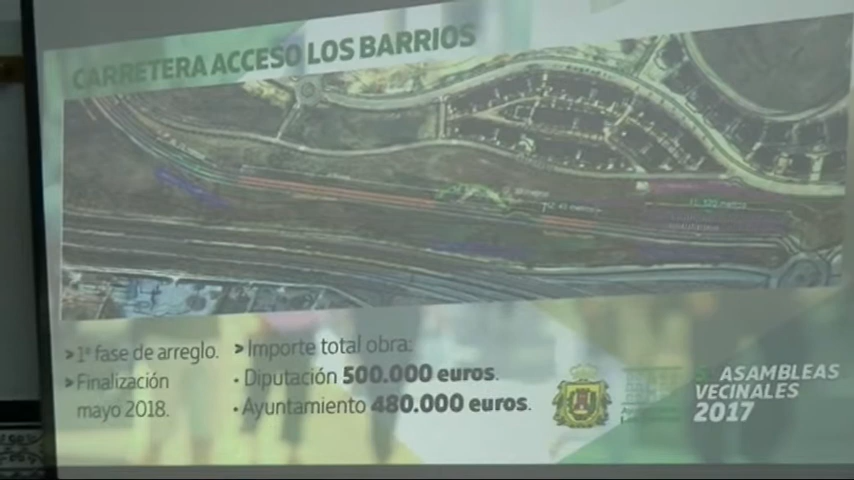 CARRETERA ACCESO LOS BARRIOS
> 1ª fase de arreglo.
> Finalización
mayo 2018.
> Importe total obra:
· Diputación 500.000 euros.
· Ayuntamiento 480.000 euros.
ASAMBLEAS
VECINALES
2017